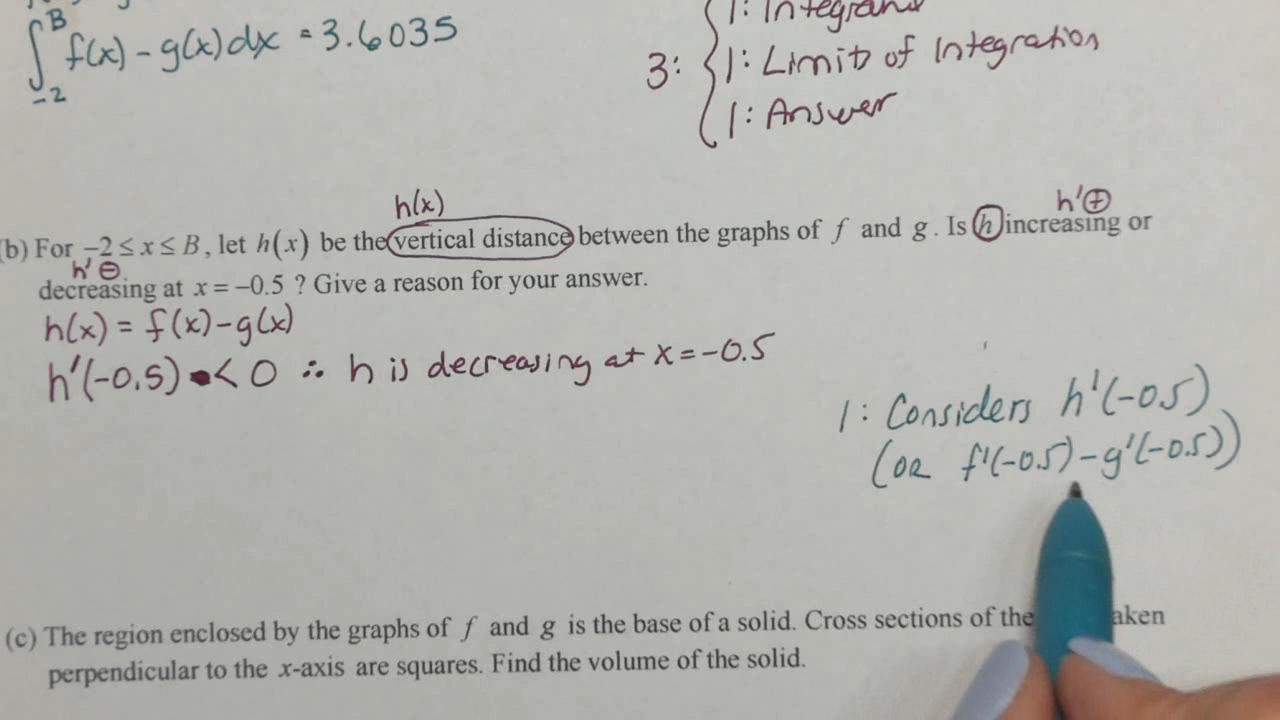 ∫_{-2}^{B} f(x) - g(x) dx = 3.6035
1: Integrand
3: 1: Limit of Integration
1: Answer
h(x)
h' ⊕
(b) For -2 ≤ x ≤ B, let h(x) be the vertical distance between the graphs of f and g. Is h increasing or
h' ⊖
decreasing at x = -0.5 ? Give a reason for your answer.
h(x) = f(x) - g(x)
h'(-0.5) < 0 ∴ h is decreasing at x = -0.5
1: Considers h'(-0.5)
(OR f'(-0.5) - g'(-0.5))
(c) The region enclosed by the graphs of f and g is the base of a solid. Cross sections of the aken
perpendicular to the x-axis are squares. Find the volume of the solid.